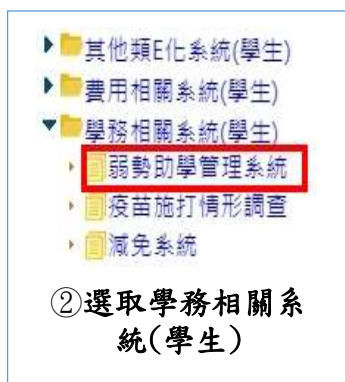 其他類E化系統(學生)
費用相關系統(學生)
學務相關系統(學生)
弱勢助學管理系統
疫苗施打情形調查
減免系統
②選取學務相關系
統(學生)